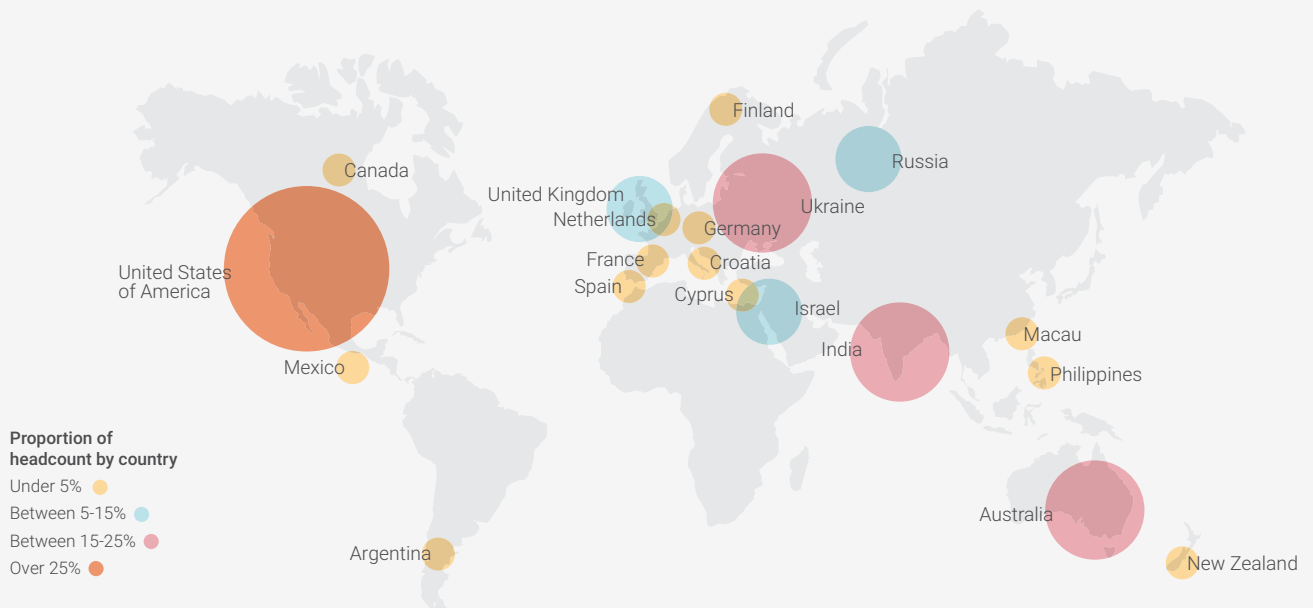 Finland
Canada
Russia
United Kingdom
Netherlands
Ukraine
Germany
France
Croatia
Spain
Cyprus
United States
of America
Israel
Macau
India
Mexico
Philippines
Proportion of
headcount by country
Under 5%
Between 5-15%
Between 15-25%
Over 25%
Australia
Argentina
New Zealand